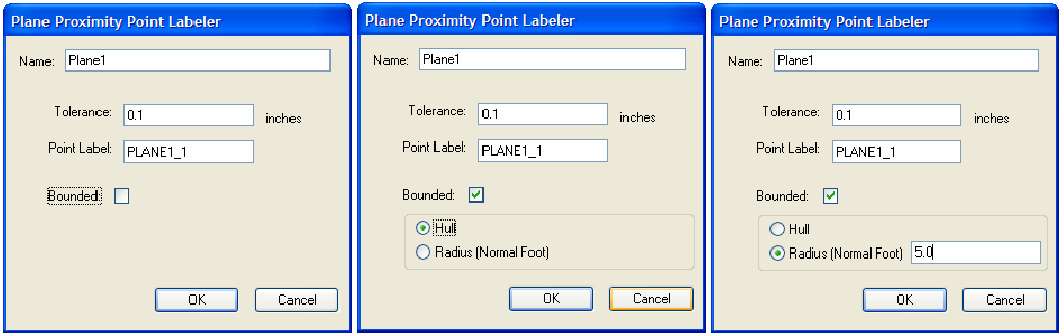 Plane Proximity Point Labeler
Name: Plane1
Tolerance: 0.1 inches
Point Label: PLANE1_1
Bounded:
OK Cancel
Plane Proximity Point Labeler
Name: Plane1
Tolerance: 0.1 inches
Point Label: PLANE1_1
Bounded:
Hull
Radius (Normal Foot)
OK Cancel
Plane Proximity Point Labeler
Name: Plane1
Tolerance: 0.1 inches
Point Label: PLANE1_1
Bounded:
Hull
Radius (Normal Foot) 5.0
OK Cancel